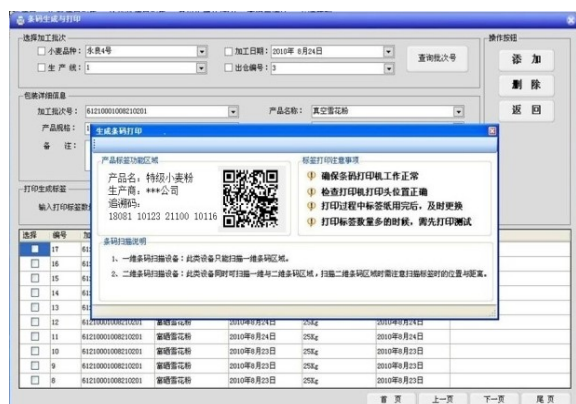 条码生成与打印
选择加工批次
操作按钮
小麦品种: 永良4号
加工日期: 2010年 8月24日
查询批次号
添 加
生 产 线: 1
出仓编号: 3
删 除
包装详细信息
返 回
加工批次号: 61210001008210201
产品名称: 真空雪花粉
产品规格:
备 注:
生成条码打印
产品标签功能区域
产品名: 特级小麦粉
生产商: ***公司
追溯码:
18081 10123 21100 10116
标签打印注意事项
确保条码打印机工作正常
检查打印机打印头位置正确
打印过程中标签纸用完后，及时更换
打印标签数量多的时候，需先打印测试
条码扫描说明
1、一维条码扫描设备: 此类设备只能扫描一维条码区域。
2、二维条码扫描设备: 此类设备同时可扫描一维与二维条码区域，扫描二维条码区域时需注意扫描标签时的位置与距离。
打印生成标签
输入打印标签数
选择 编号 加
17 61
16 61
15 61
14 61
13 61
12 61210001008210201 富硒雪花粉 2010年8月24日 25Kg 2010年8月24日
11 61210001008210201 富硒雪花粉 2010年8月24日 25Kg 2010年8月24日
10 61210001008210201 富硒雪花粉 2010年8月23日 25Kg 2010年8月23日
9 61210001008210201 富硒雪花粉 2010年8月23日 25Kg 2010年8月23日
8 61210001008210201 富硒雪花粉 2010年8月23日 25Kg 2010年8月23日
首 页 上一页 下一页 尾 页